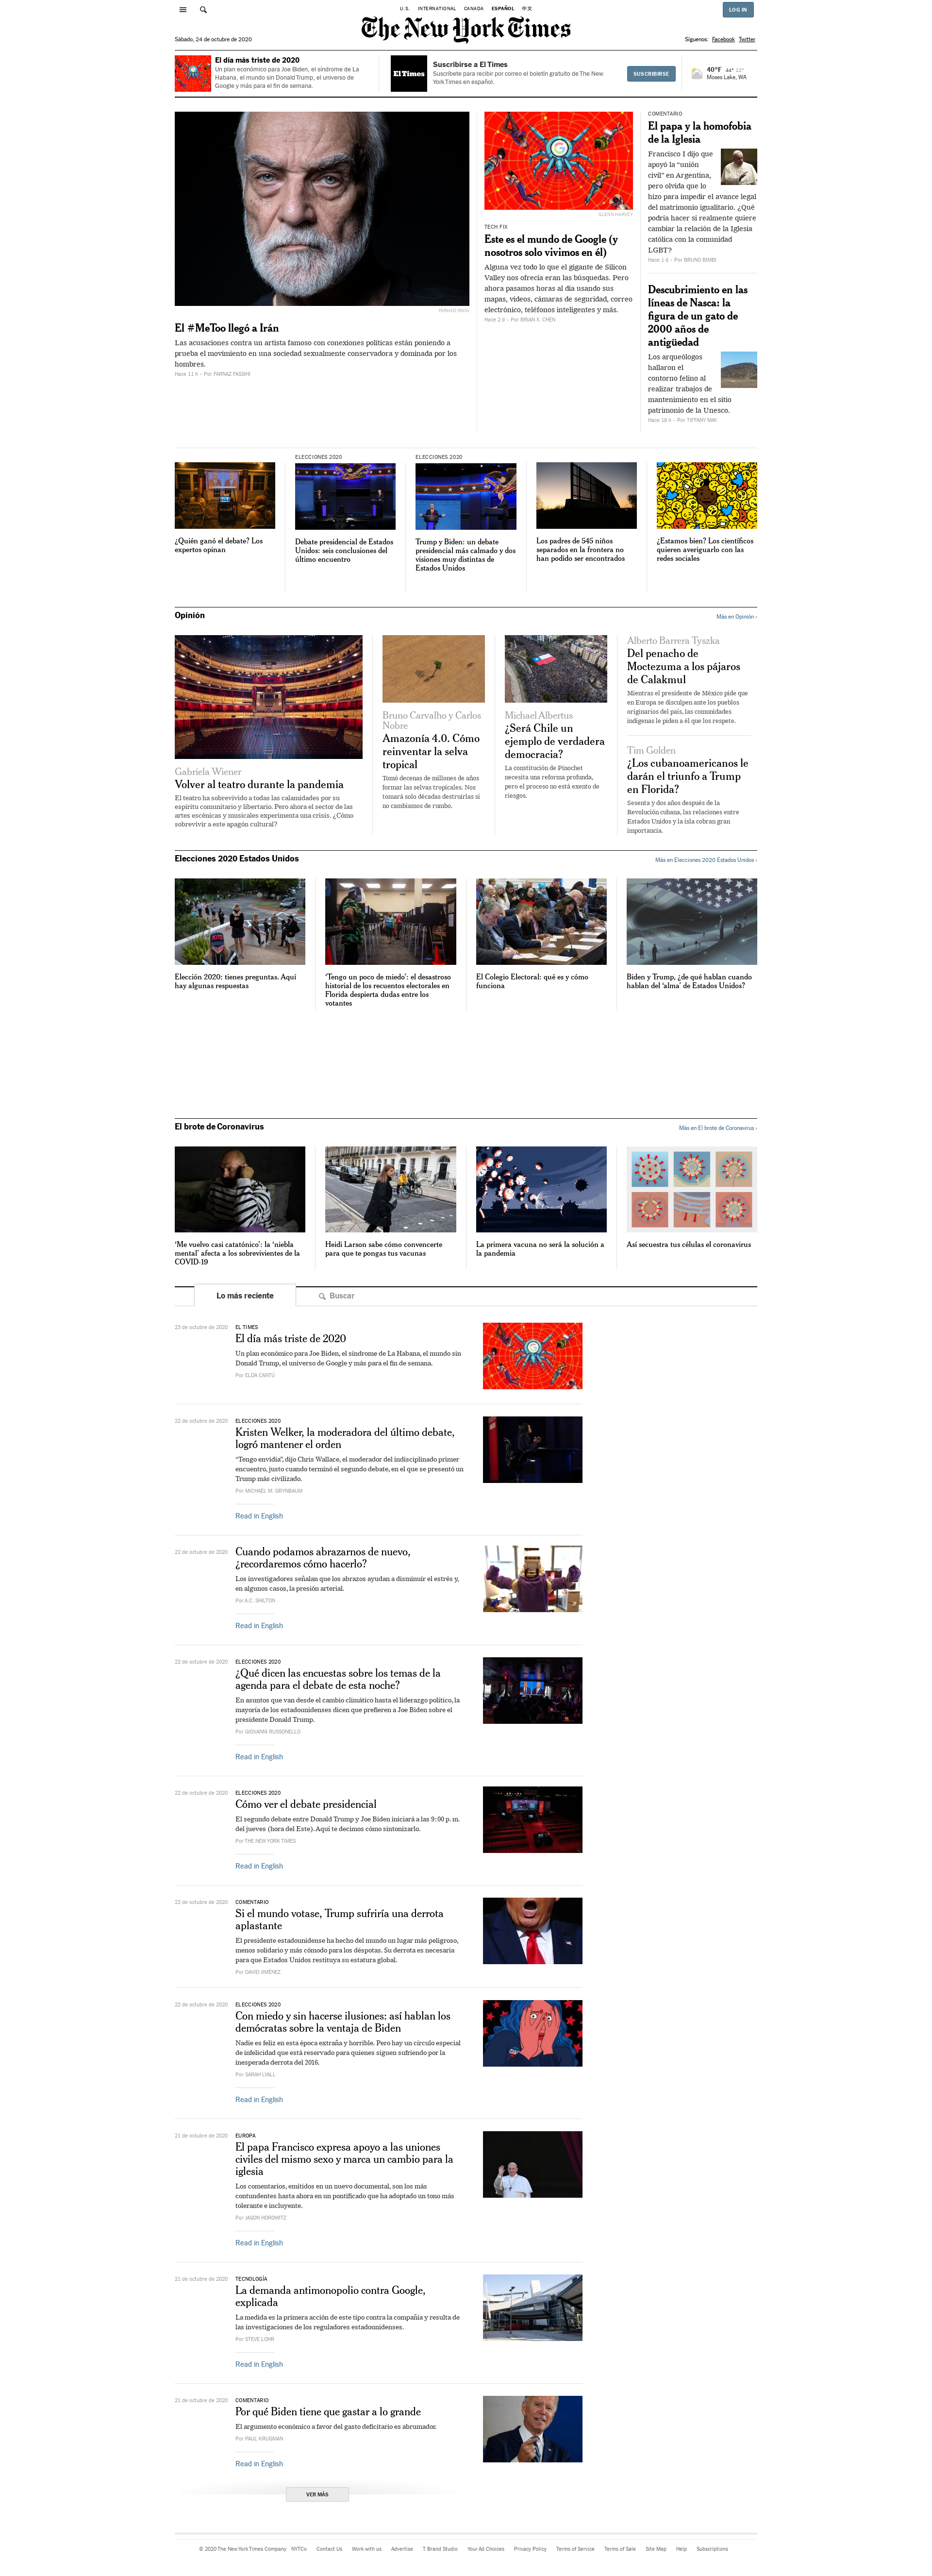 U.S. INTERNATIONAL CANADA ESPAÑOL 中文
LOG IN
The New York Times
Sábado, 24 de octubre de 2020
Síguenos: Facebook Twitter
El día más triste de 2020
Un plan económico para Joe Biden, el síndrome de La
Habana, el mundo sin Donald Trump, el universo de
Google y más para el fin de semana.
El Times
Suscribirse a El Times
Suscríbete para recibir por correo el boletín gratuito de The New
York Times en español.
SUSCRIBIRSE
40°F 44° 22°
Moses Lake, WA
El #MeToo llegó a Irán
Las acusaciones contra un artista famoso con conexiones políticas están poniendo a
prueba el movimiento en una sociedad sexualmente conservadora y dominada por los
hombres.
Hace 11 h – Por FARNAZ FASSIHI
GLENN HARVEY
TECH FIX
Este es el mundo de Google (y
nosotros solo vivimos en él)
Alguna vez todo lo que el gigante de Silicon
Valley nos ofrecía eran las búsquedas. Pero
ahora pasamos horas al día usando sus
mapas, videos, cámaras de seguridad, correo
electrónico, teléfonos inteligentes y más.
Hace 2 d – Por BRIAN X. CHEN
COMENTARIO
El papa y la homofobia
de la Iglesia
Francisco I dijo que
apoyó la “unión
civil” en Argentina,
pero olvida que lo
hizo para impedir el avance legal
del matrimonio igualitario. ¿Qué
podría hacer si realmente quiere
cambiar la relación de la Iglesia
católica con la comunidad
LGBT?
Hace 1 d – Por BRUNO BIMBI
Descubrimiento en las
líneas de Nasca: la
figura de un gato de
2000 años de
antigüedad
Los arqueólogos
hallaron el
contorno felino al
realizar trabajos de
mantenimiento en el sitio
patrimonio de la Unesco.
Hace 18 h – Por TIFFANY MAY
¿Quién ganó el debate? Los
expertos opinan
ELECCIONES 2020
Debate presidencial de Estados
Unidos: seis conclusiones del
último encuentro
ELECCIONES 2020
Trump y Biden: un debate
presidencial más calmado y dos
visiones muy distintas de
Estados Unidos
Los padres de 545 niños
separados en la frontera no
han podido ser encontrados
¿Estamos bien? Los científicos
quieren averiguarlo con las
redes sociales
Opinión
Más en Opinión ›
Gabriela Wiener
Volver al teatro durante la pandemia
El teatro ha sobrevivido a todas las calamidades por su
espíritu comunitario y libertario. Pero ahora el sector de las
artes escénicas y musicales experimenta una crisis. ¿Cómo
sobrevivir a este apagón cultural?
Bruno Carvalho y Carlos
Nobre
Amazonía 4.0. Cómo
reinventar la selva
tropical
Tomó decenas de millones de años
formar las selvas tropicales. Nos
tomará solo décadas destruirlas si
no cambiamos de rumbo.
Michael Albertus
¿Será Chile un
ejemplo de verdadera
democracia?
La constitución de Pinochet
necesita una reforma profunda,
pero el proceso no está exento de
riesgos.
Alberto Barrera Tyszka
Del penacho de
Moctezuma a los pájaros
de Calakmul
Mientras el presidente de México pide que
en Europa se disculpen ante los pueblos
originarios del país, las comunidades
indígenas le piden a él que los respete.
Tim Golden
¿Los cubanoamericanos le
darán el triunfo a Trump
en Florida?
Sesenta y dos años después de la
Revolución cubana, las relaciones entre
Estados Unidos y la isla cobran gran
importancia.
Elecciones 2020 Estados Unidos
Más en Elecciones 2020 Estados Unidos ›
Elección 2020: tienes preguntas. Aquí
hay algunas respuestas
‘Tengo un poco de miedo’: el desastroso
historial de los recuentos electorales en
Florida despierta dudas entre los
votantes
El Colegio Electoral: qué es y cómo
funciona
Biden y Trump, ¿de qué hablan cuando
hablan del ‘alma’ de Estados Unidos?
El brote de Coronavirus
Más en El brote de Coronavirus ›
‘Me vuelvo casi catatónico’: la ‘niebla
mental’ afecta a los sobrevivientes de la
COVID-19
Heidi Larson sabe cómo convencerte
para que te pongas tus vacunas
La primera vacuna no será la solución a
la pandemia
Así secuestra tus células el coronavirus
Lo más reciente
Buscar
23 de octubre de 2020 EL TIMES
El día más triste de 2020
Un plan económico para Joe Biden, el síndrome de La Habana, el mundo sin
Donald Trump, el universo de Google y más para el fin de semana.
Por ELDA CANTÚ
22 de octubre de 2020 ELECCIONES 2020
Kristen Welker, la moderadora del último debate,
logró mantener el orden
“Tengo envidia”, dijo Chris Wallace, el moderador del indisciplinado primer
encuentro, justo cuando terminó el segundo debate, en el que se presentó un
Trump más civilizado.
Por MICHAEL M. GRYNBAUM
Read in English
22 de octubre de 2020
Cuando podamos abrazarnos de nuevo,
¿recordaremos cómo hacerlo?
Los investigadores señalan que los abrazos ayudan a disminuir el estrés y,
en algunos casos, la presión arterial.
Por A.C. SHILTON
Read in English
22 de octubre de 2020 ELECCIONES 2020
¿Qué dicen las encuestas sobre los temas de la
agenda para el debate de esta noche?
En asuntos que van desde el cambio climático hasta el liderazgo político, la
mayoría de los estadounidenses dicen que prefieren a Joe Biden sobre el
presidente Donald Trump.
Por GIOVANNI RUSSONELLO
Read in English
22 de octubre de 2020 ELECCIONES 2020
Cómo ver el debate presidencial
El segundo debate entre Donald Trump y Joe Biden iniciará a las 9:00 p. m.
del jueves (hora del Este). Aquí te decimos cómo sintonizarlo.
Por THE NEW YORK TIMES
Read in English
22 de octubre de 2020 COMENTARIO
Si el mundo votase, Trump sufriría una derrota
aplastante
El presidente estadounidense ha hecho del mundo un lugar más peligroso,
menos solidario y más cómodo para los déspotas. Su derrota es necesaria
para que Estados Unidos restituya su estatura global.
Por DAVID JIMÉNEZ
22 de octubre de 2020 ELECCIONES 2020
Con miedo y sin hacerse ilusiones: así hablan los
demócratas sobre la ventaja de Biden
Nadie es feliz en esta época extraña y horrible. Pero hay un círculo especial
de infelicidad que está reservado para quienes siguen sufriendo por la
inesperada derrota del 2016.
Por SARAH LYALL
Read in English
21 de octubre de 2020 EUROPA
El papa Francisco expresa apoyo a las uniones
civiles del mismo sexo y marca un cambio para la
iglesia
Los comentarios, emitidos en un nuevo documental, son los más
contundentes hasta ahora en un pontificado que ha adoptado un tono más
tolerante e incluyente.
Por JASON HOROWITZ
Read in English
21 de octubre de 2020 TECNOLOGÍA
La demanda antimonopolio contra Google,
explicada
La medida es la primera acción de este tipo contra la compañía y resulta de
las investigaciones de los reguladores estadounidenses.
Por STEVE LOHR
Read in English
21 de octubre de 2020 COMENTARIO
Por qué Biden tiene que gastar a lo grande
El argumento económico a favor del gasto deficitario es abrumador.
Por PAUL KRUGMAN
Read in English
VER MÁS
© 2020 The New York Times Company NYTCo Contact Us Work with us Advertise T Brand Studio Your Ad Choices Privacy Policy Terms of Service Terms of Sale Site Map Help Subscriptions